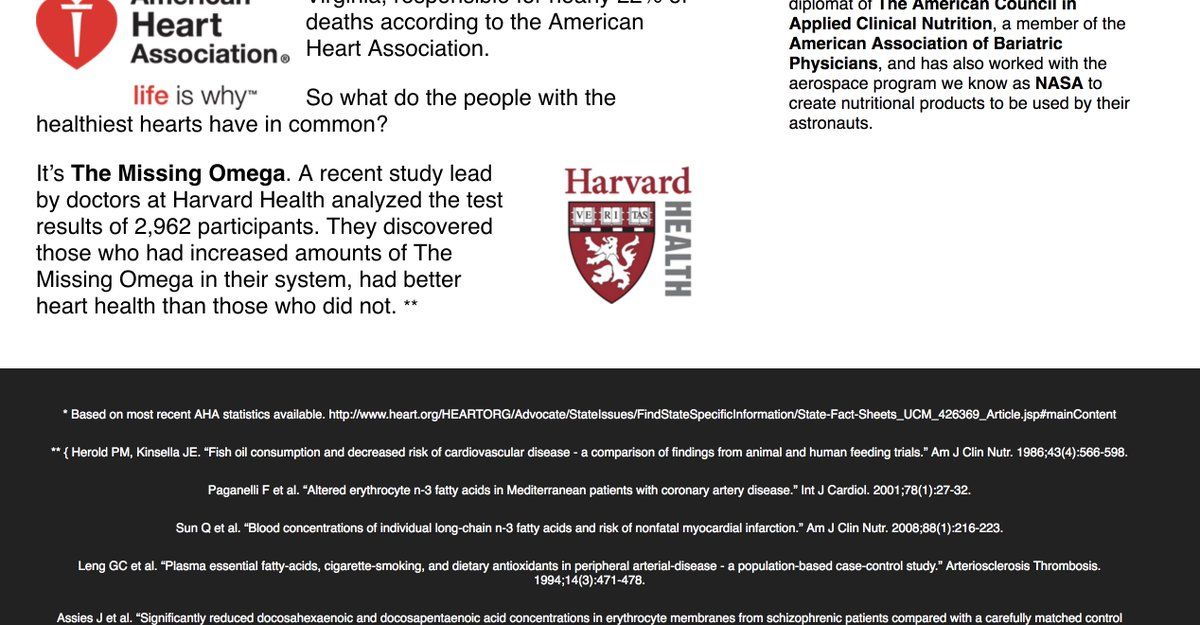 American
Heart
Association®
life is why™
deaths according to the American
Heart Association.
So what do the people with the
healthiest hearts have in common?
It’s The Missing Omega. A recent study lead
by doctors at Harvard Health analyzed the test
results of 2,962 participants. They discovered
those who had increased amounts of The
Missing Omega in their system, had better
heart health than those who did not. **
Harvard
VE RI TAS
HEALTH
diplomat of The American Council in
Applied Clinical Nutrition, a member of the
American Association of Bariatric
Physicians, and has also worked with the
aerospace program we know as NASA to
create nutritional products to be used by their
astronauts.
* Based on most recent AHA statistics available. http://www.heart.org/HEARTORG/Advocate/StateIssues/FindStateSpecificInformation/State-Fact-Sheets_UCM_426369_Article.jsp#mainContent
** { Herold PM, Kinsella JE. “Fish oil consumption and decreased risk of cardiovascular disease - a comparison of findings from animal and human feeding trials.” Am J Clin Nutr. 1986;43(4):566-598.
Paganelli F et al. “Altered erythrocyte n-3 fatty acids in Mediterranean patients with coronary artery disease.” Int J Cardiol. 2001;78(1):27-32.
Sun Q et al. “Blood concentrations of individual long-chain n-3 fatty acids and risk of nonfatal myocardial infarction.” Am J Clin Nutr. 2008;88(1):216-223.
Leng GC et al. “Plasma essential fatty-acids, cigarette-smoking, and dietary antioxidants in peripheral arterial-disease - a population-based case-control study.” Arteriosclerosis Thrombosis.
1994;14(3):471-478.
Assies J et al. “Significantly reduced docosahexaenoic and docosapentaenoic acid concentrations in erythrocyte membranes from schizophrenic patients compared with a carefully matched control